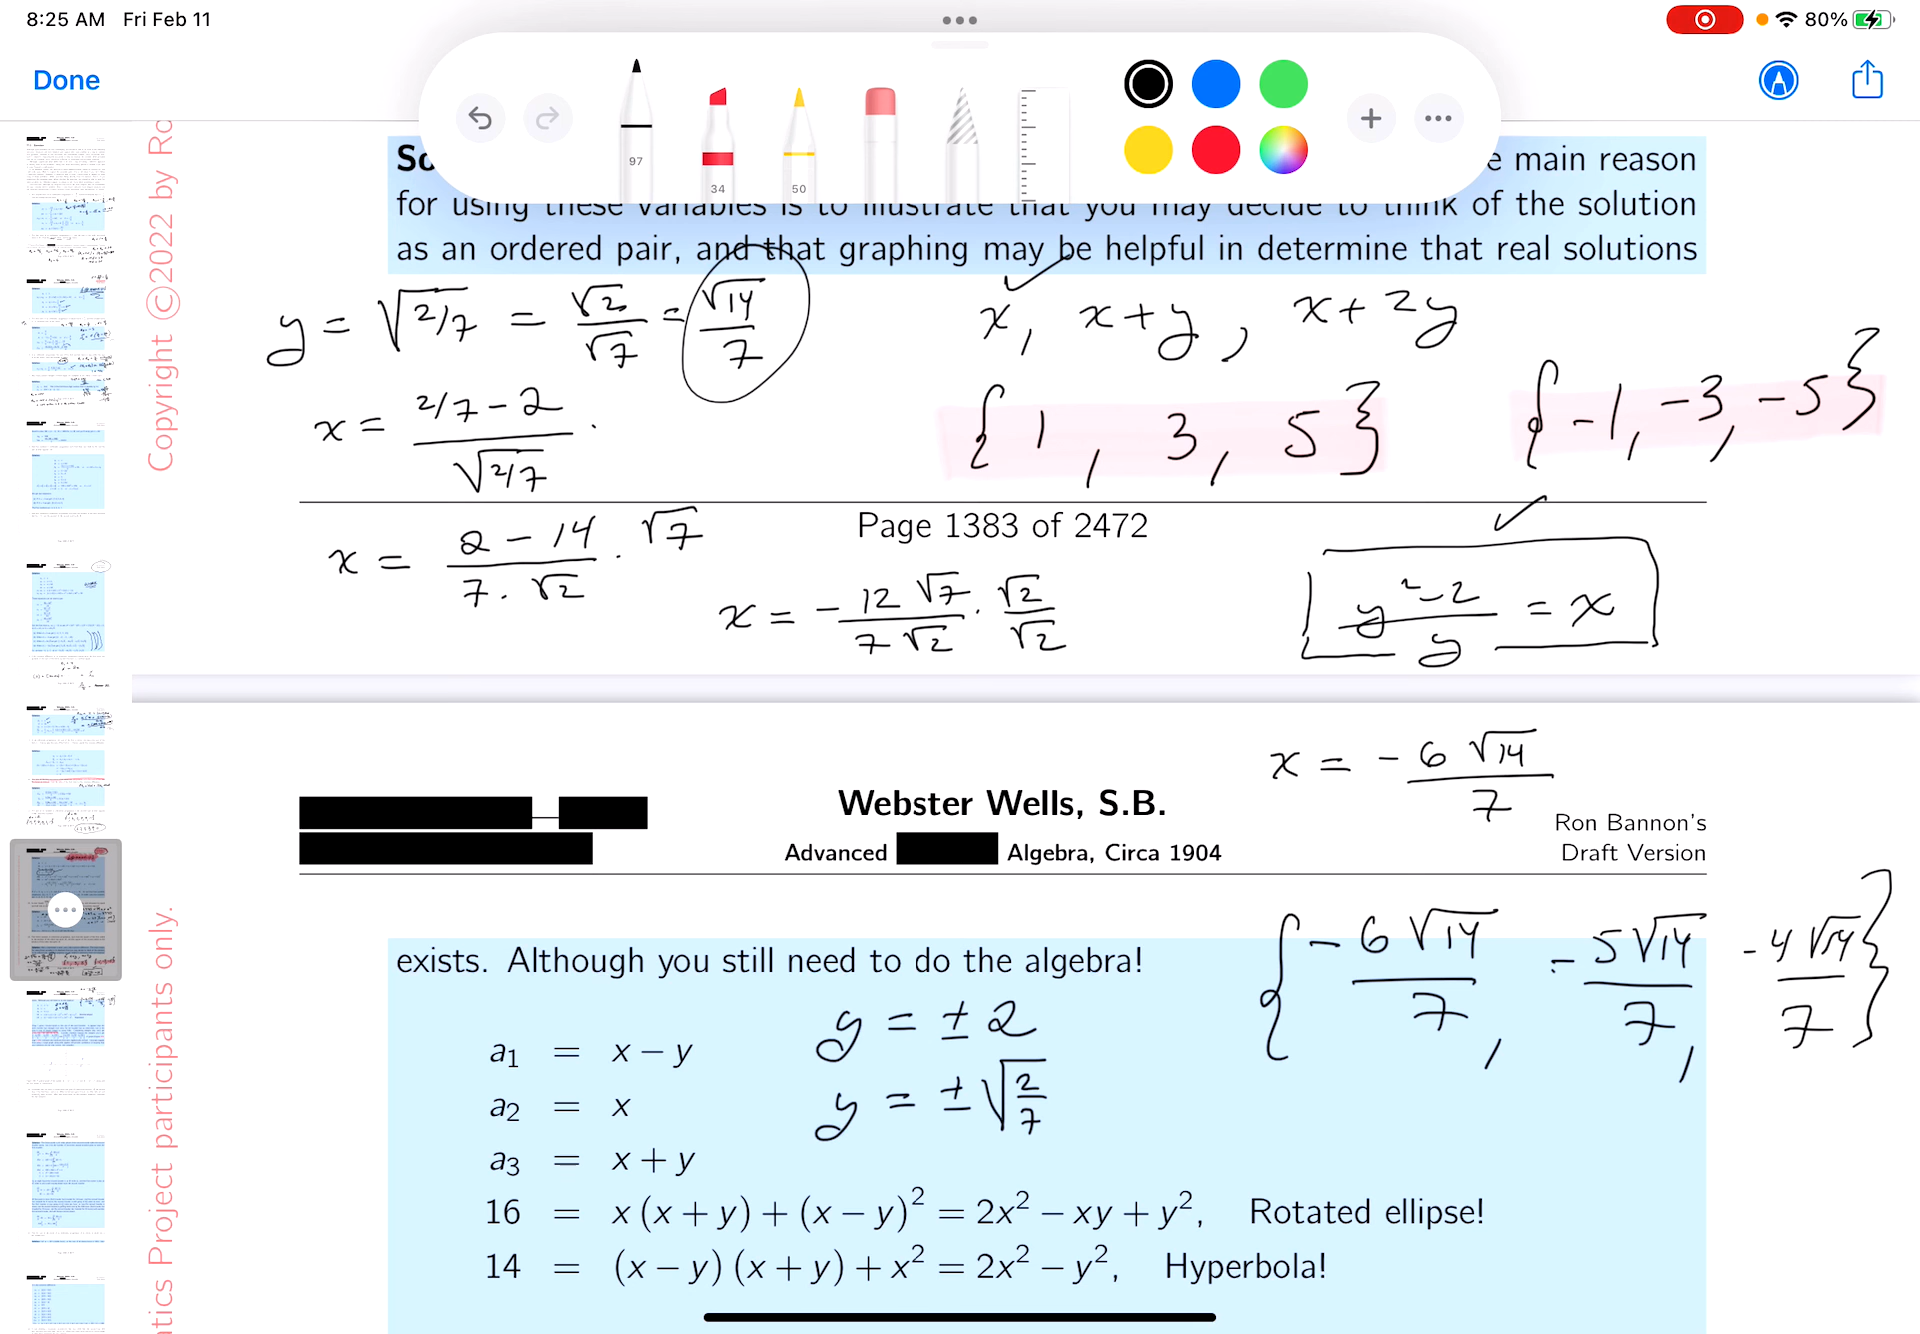 8:25 AM Fri Feb 11
80%
Done
97
34
50
So
e main reason
for using these variables is to illustrate that you may decide to think of the solution
as an ordered pair, and that graphing may be helpful in determine that real solutions
y = √2/7 = √2/√7 = √14/7
x, x+y, x+2y
x = (2/7 - 2)/√2/7 .
{1, 3, 5}
{-1, -3, -5}
Page 1383 of 2472
x = (2 - 14)/(7 · √2) · √7
x = - 12√7/7√2 · √2/√2
(y² - 2)/y = x
x = - 6√14/7
Webster Wells, S.B.
Advanced Algebra, Circa 1904
Ron Bannon's
Draft Version
{- 6√14/7, - 5√14/7, - 4√14/7}
exists. Although you still need to do the algebra!
y = ± 2
y = ± √2/7
a₁ = x − y
a₂ = x
a₃ = x + y
16 = x (x + y) + (x − y)² = 2x² − xy + y², Rotated ellipse!
14 = (x − y) (x + y) + x² = 2x² − y², Hyperbola!
Copyright ©2022 by Ro
tics Project participants only.